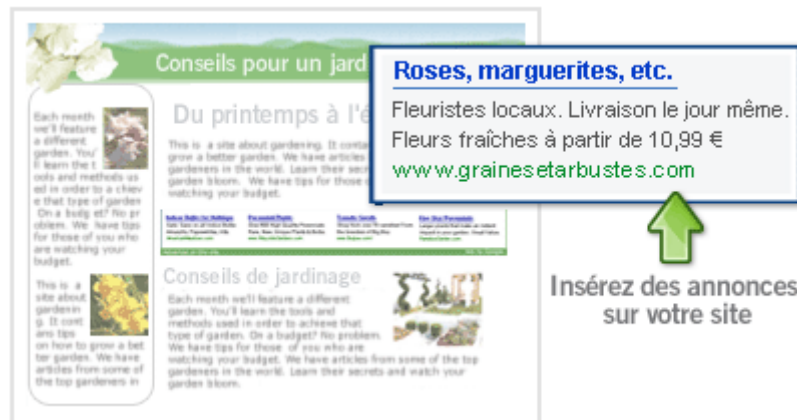 Conseils pour un jard
Roses, marguerites, etc.
Fleuristes locaux. Livraison le jour même.
Fleurs fraîches à partir de 10,99 €
www.grainesetarbustes.com
Insérez des annonces
sur votre site
Each month
we'll feature
a different
garden. You'
ll learn the t
ools and methods us
ed in order to a chiev
e that type of garden
On a budg et? No pr
oblem. We have tips
for those of you who
are watching your
budget.
This is a
site about
gardenin
g. It cont
ans tips
on how to grow a bet
ter garden. We have
articles from some of
the top gardeners in
Du printemps à l'é
This is a site about gardening. It conta
grow a better garden. We have articles
gardeners in the world. Learn their secre
garden bloom. We have tips for those
watching your budget.
Conseils de jardinage
Each month we'll feature a different
garden. You'll learn the tools and
methods used in order to achieve that
type of garden. On a budget? No problem.
We have tips for those of you who are
watching your budget. We have articles from some of the top
gardeners in the world. Learn their secrets and watch your
garden bloom.